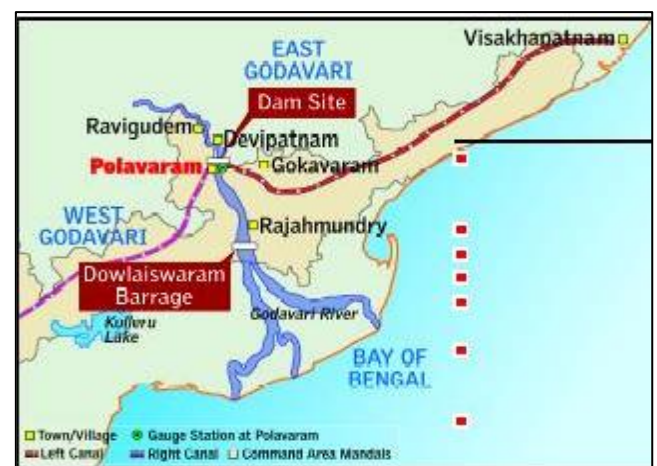 Visakhapatnam
EAST
GODAVARI
Dam Site
Ravigudem
Devipatnam
Polavaram
Gokavaram
WEST
GODAVARI
Rajahmundry
Dowlaiswaram
Barrage
Godavari River
Kolleru
Lake
BAY OF
BENGAL
Town/Village Gauge Station at Polavaram
Left Canal Right Canal Command Area Mandals